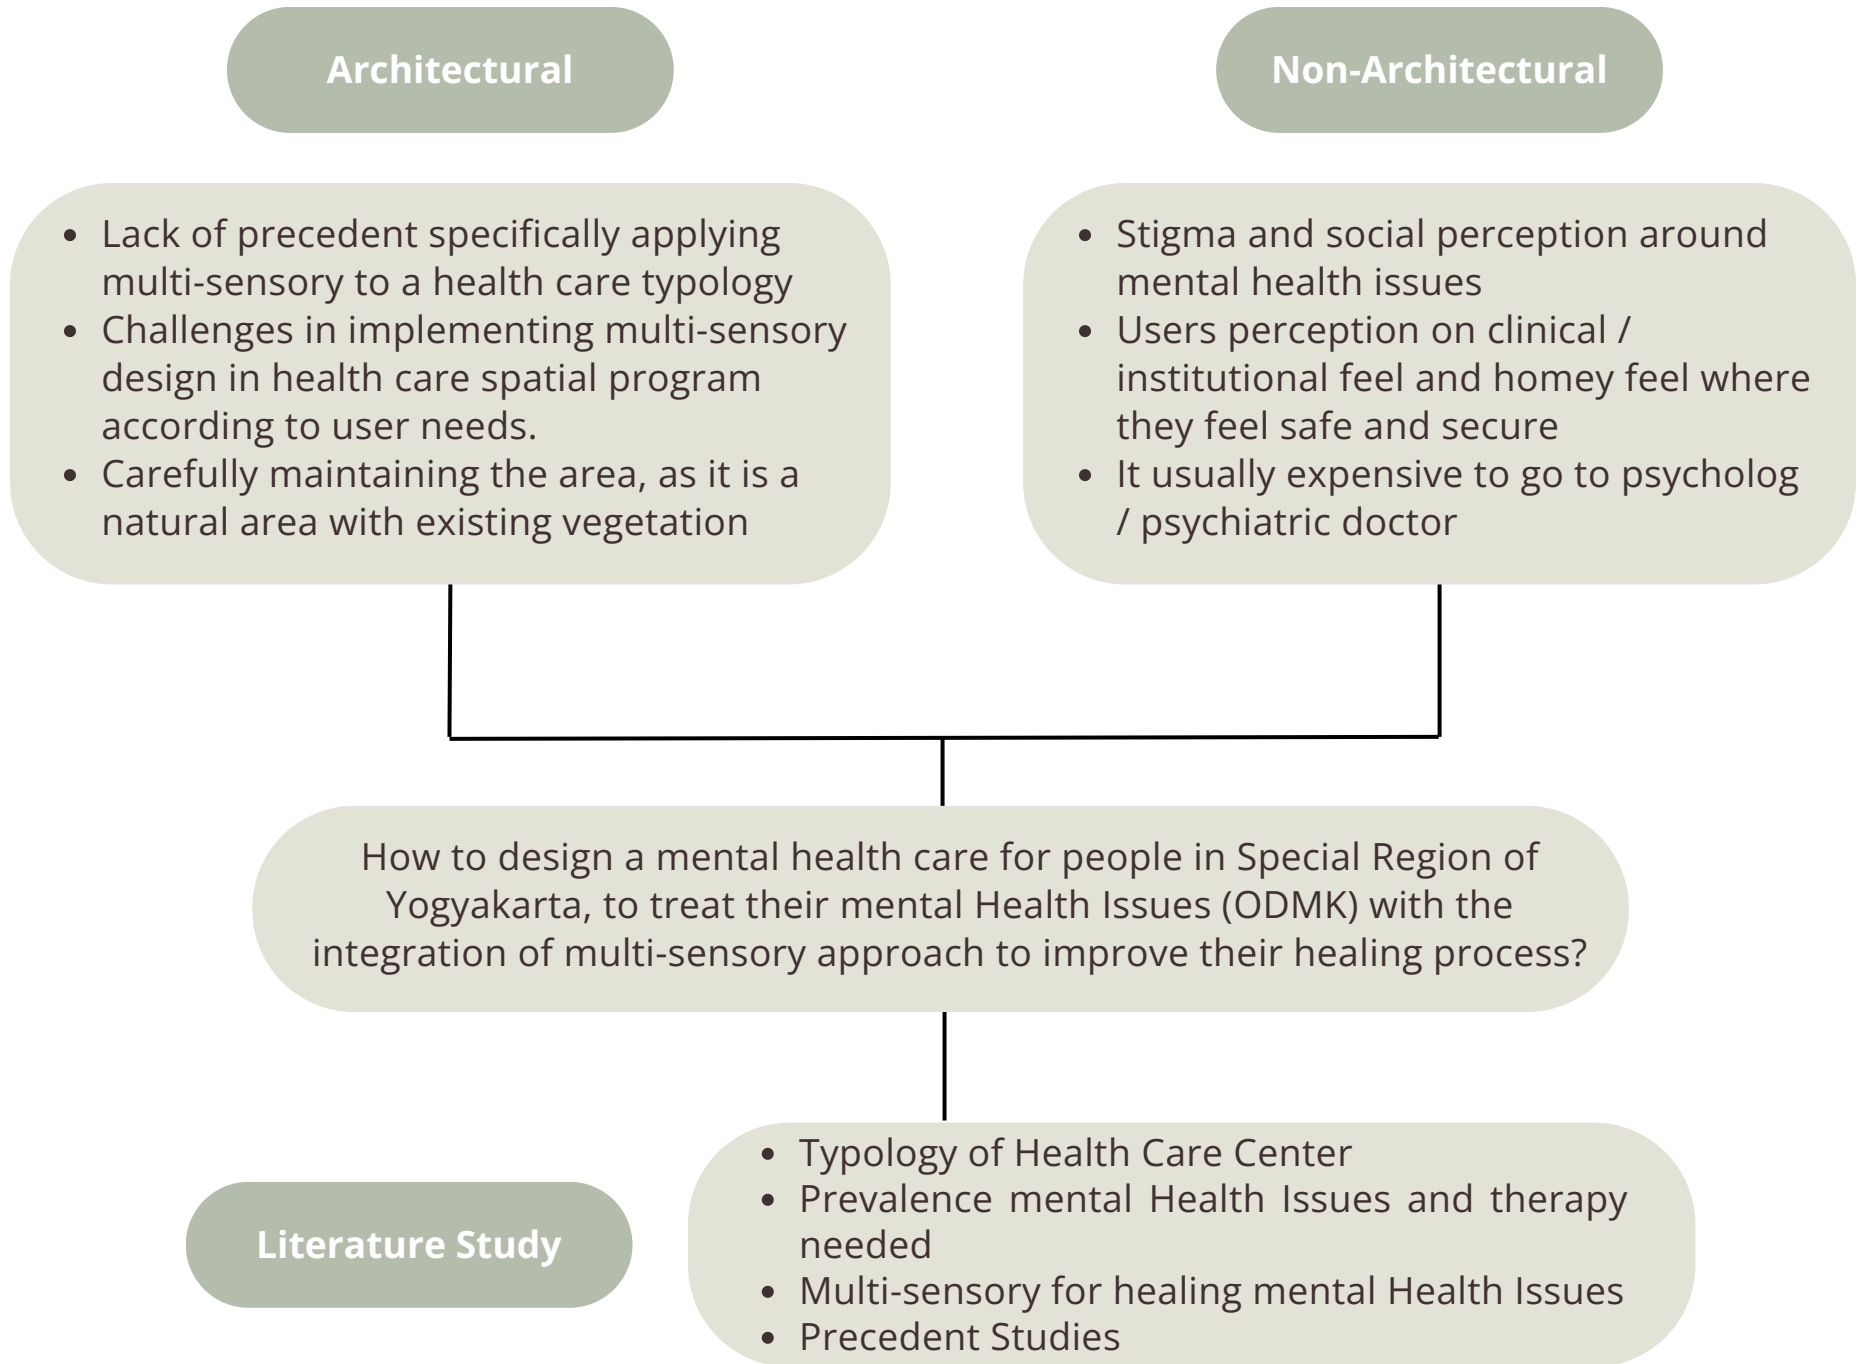 Architectural
Non-Architectural
• Lack of precedent specifically applying
multi-sensory to a health care typology
• Challenges in implementing multi-sensory
design in health care spatial program
according to user needs.
• Carefully maintaining the area, as it is a
natural area with existing vegetation
• Stigma and social perception around
mental health issues
• Users perception on clinical /
institutional feel and homey feel where
they feel safe and secure
• It usually expensive to go to psycholog
/ psychiatric doctor
How to design a mental health care for people in Special Region of
Yogyakarta, to treat their mental Health Issues (ODMK) with the
integration of multi-sensory approach to improve their healing process?
Literature Study
• Typology of Health Care Center
• Prevalence mental Health Issues and therapy
needed
• Multi-sensory for healing mental Health Issues
• Precedent Studies